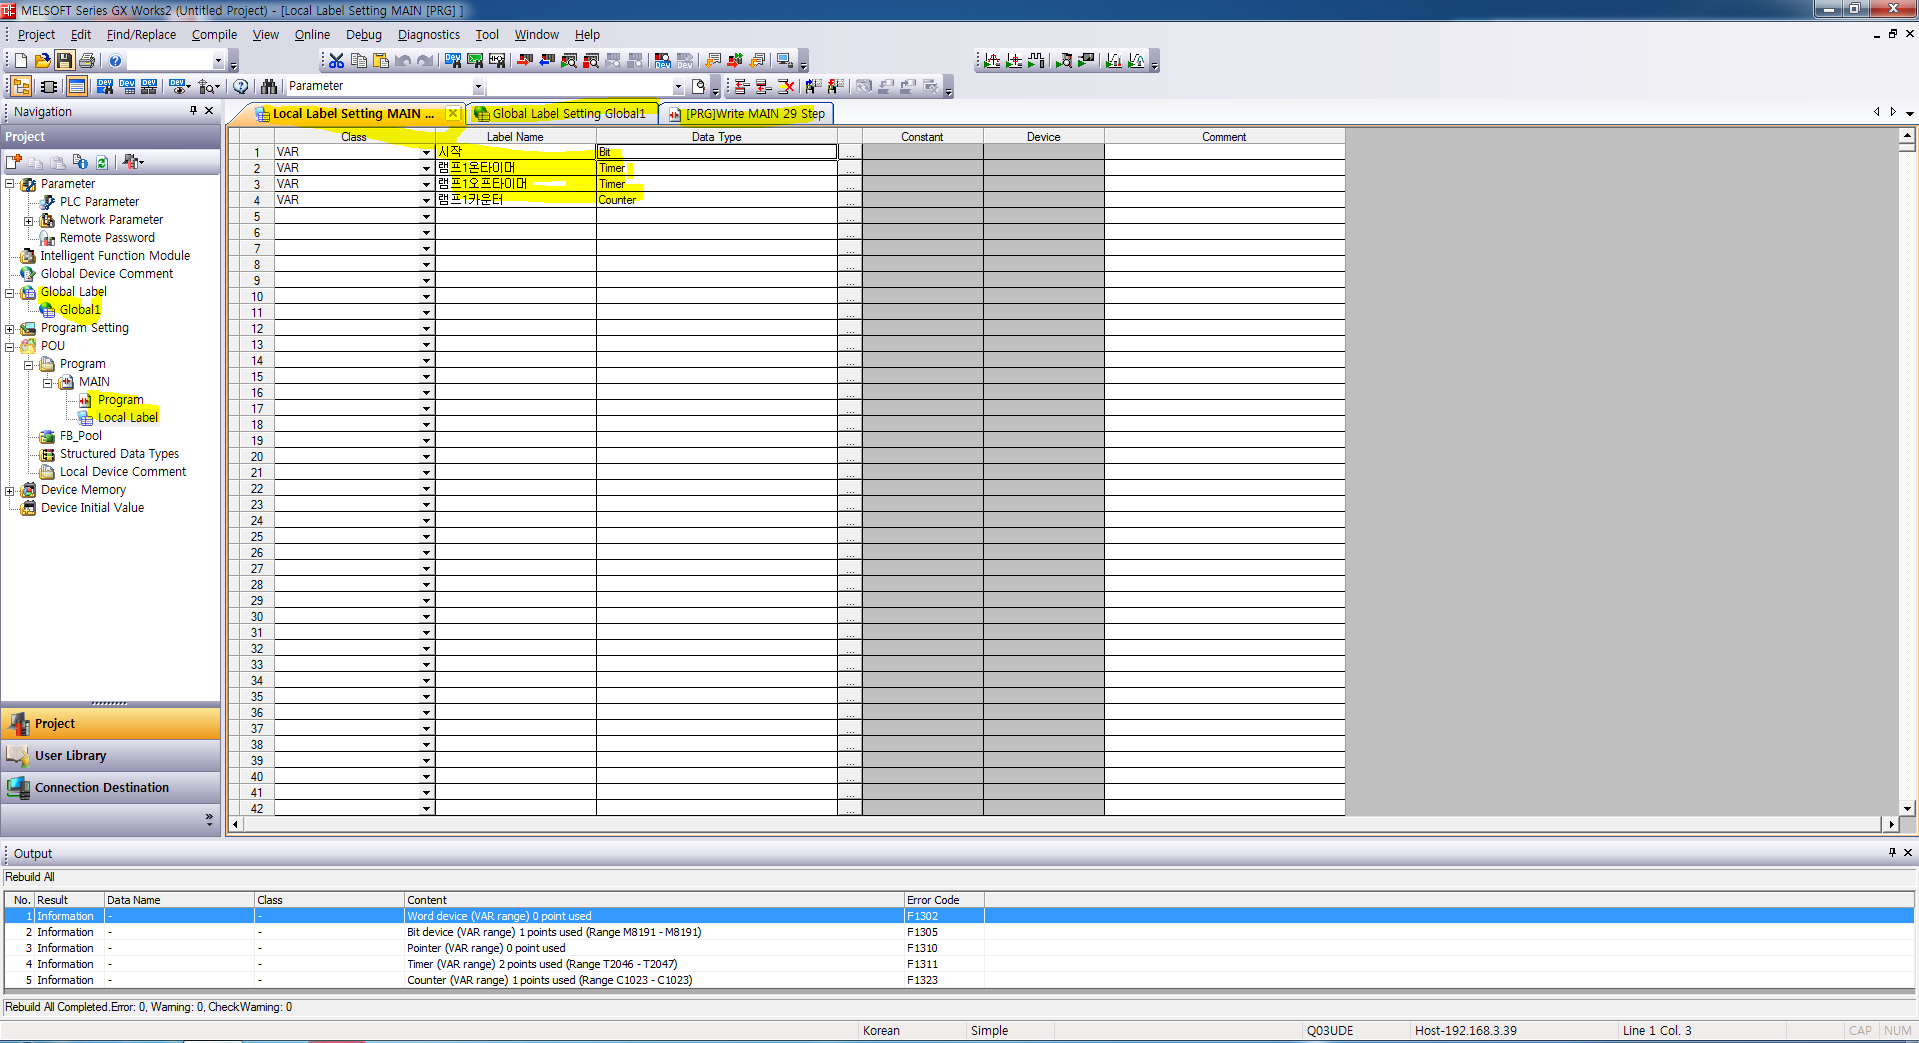 MELSOFT Series GX Works2 (Untitled Project) - [Local Label Setting MAIN [PRG] ]
Project Edit Find/Replace Compile View Online Debug Diagnostics Tool Window Help
Parameter
Navigation
Project
Parameter
PLC Parameter
Network Parameter
Remote Password
Intelligent Function Module
Global Device Comment
Global Label
Global1
Program Setting
POU
Program
MAIN
Program
Local Label
FB_Pool
Structured Data Types
Local Device Comment
Device Memory
Device Initial Value
Project
User Library
Connection Destination
Local Label Setting MAIN ... Global Label Setting Global1 [PRG]Write MAIN 29 Step
Class Label Name Data Type Constant Device Comment
1 VAR 시작 Bit ...
2 VAR 램프1온타이머 Timer ...
3 VAR 램프1오프타이머 Timer ...
4 VAR 램프1카운터 Counter ...
5 ...
6 ...
7 ...
8 ...
9 ...
10 ...
11 ...
12 ...
13 ...
14 ...
15 ...
16 ...
17 ...
18 ...
19 ...
20 ...
21 ...
22 ...
23 ...
24 ...
25 ...
26 ...
27 ...
28 ...
29 ...
30 ...
31 ...
32 ...
33 ...
34 ...
35 ...
36 ...
37 ...
38 ...
39 ...
40 ...
41 ...
42 ...
Output
Rebuild All
No. Result Data Name Class Content Error Code
1 Information - - Word device (VAR range) 0 point used F1302
2 Information - - Bit device (VAR range) 1 points used (Range M8191 - M8191) F1305
3 Information - - Pointer (VAR range) 0 point used F1310
4 Information - - Timer (VAR range) 2 points used (Range T2046 - T2047) F1311
5 Information - - Counter (VAR range) 1 points used (Range C1023 - C1023) F1323
Rebuild All Completed.Error: 0, Warning: 0, CheckWarning: 0
Korean Simple Q03UDE Host-192.168.3.39 Line 1 Col. 3 CAP NUM